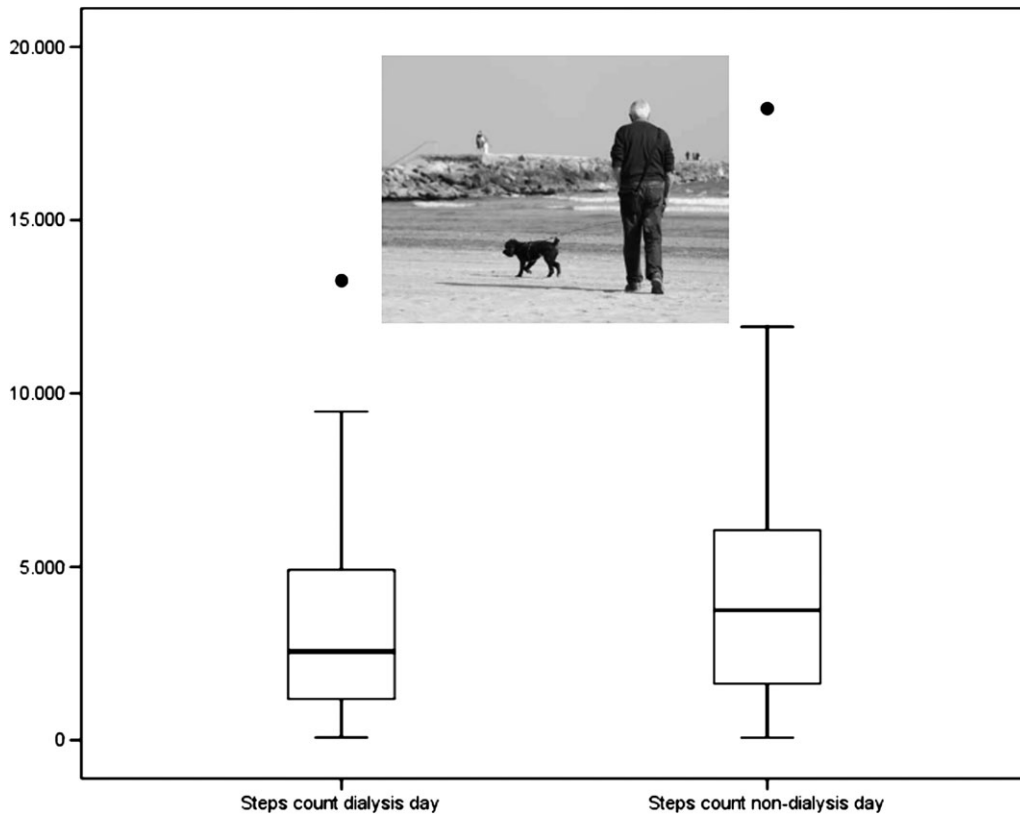 20.000
15.000
10.000
5.000
0
Steps count dialysis day
Steps count non-dialysis day